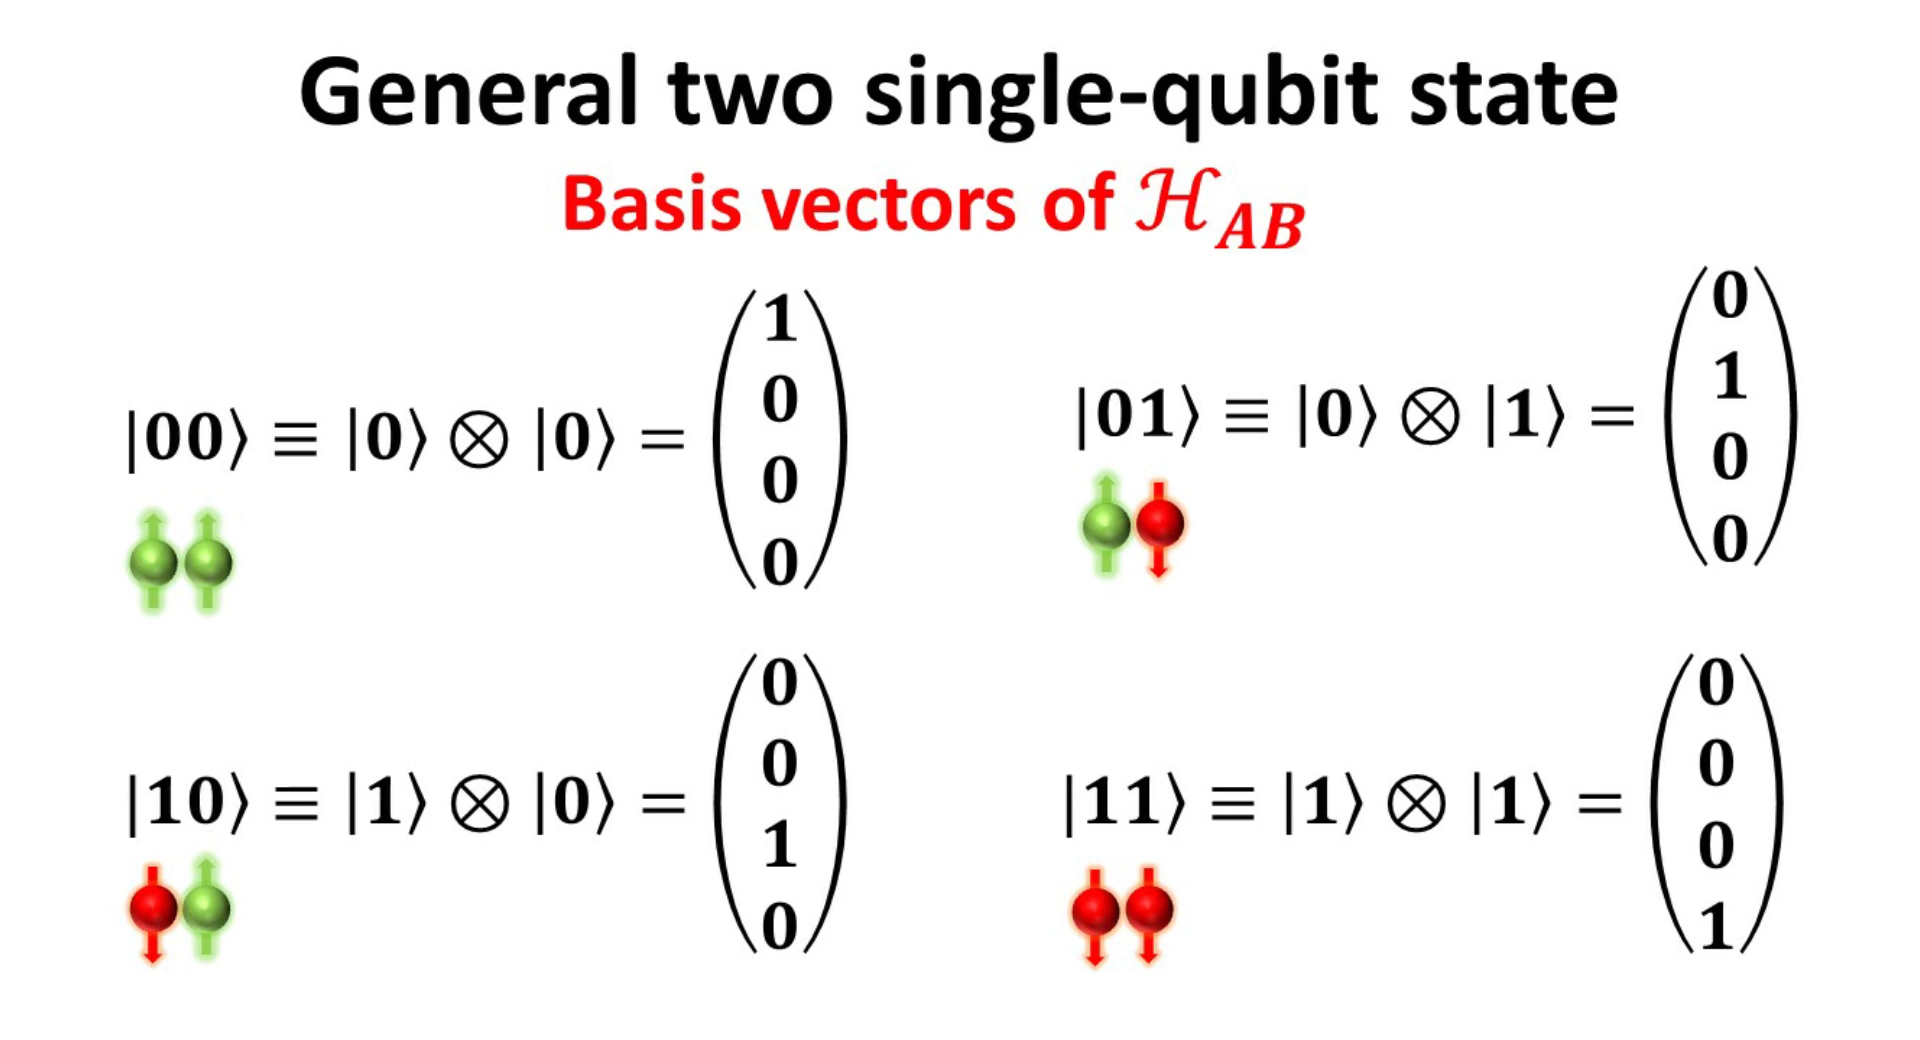 General two single-qubit state
Basis vectors of ℋ_AB
|00⟩ ≡ |0⟩ ⊗ |0⟩ = (1 0 0 0)
|01⟩ ≡ |0⟩ ⊗ |1⟩ = (0 1 0 0)
|10⟩ ≡ |1⟩ ⊗ |0⟩ = (0 0 1 0)
|11⟩ ≡ |1⟩ ⊗ |1⟩ = (0 0 0 1)